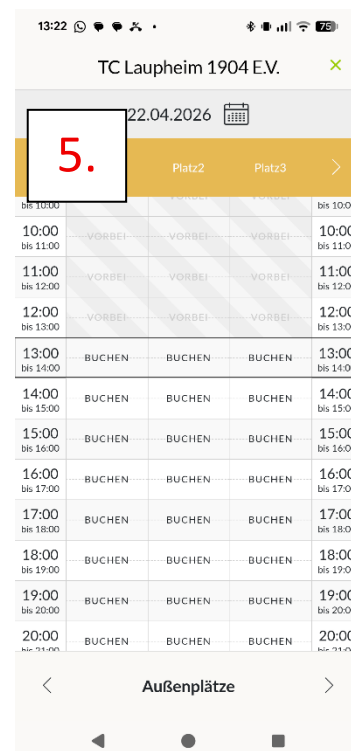 13:22 75
TC Laupheim 1904 E.V. ×
22.04.2026
5.
Platz2 Platz3 >
bis 10:00 bis 10:0
10:00 VORBEI VORBEI VORBEI 10:00
bis 11:00 bis 11:0
11:00 VORBEI VORBEI VORBEI 11:00
bis 12:00 bis 12:0
12:00 VORBEI VORBEI VORBEI 12:00
bis 13:00 bis 13:0
13:00 BUCHEN BUCHEN BUCHEN 13:00
bis 14:00 bis 14:0
14:00 BUCHEN BUCHEN BUCHEN 14:00
bis 15:00 bis 15:0
15:00 BUCHEN BUCHEN BUCHEN 15:00
bis 16:00 bis 16:0
16:00 BUCHEN BUCHEN BUCHEN 16:00
bis 17:00 bis 17:0
17:00 BUCHEN BUCHEN BUCHEN 17:00
bis 18:00 bis 18:0
18:00 BUCHEN BUCHEN BUCHEN 18:00
bis 19:00 bis 19:0
19:00 BUCHEN BUCHEN BUCHEN 19:00
bis 20:00 bis 20:0
20:00 BUCHEN BUCHEN BUCHEN 20:00
bis 21:00 bis 21:0
< Außenplätze >